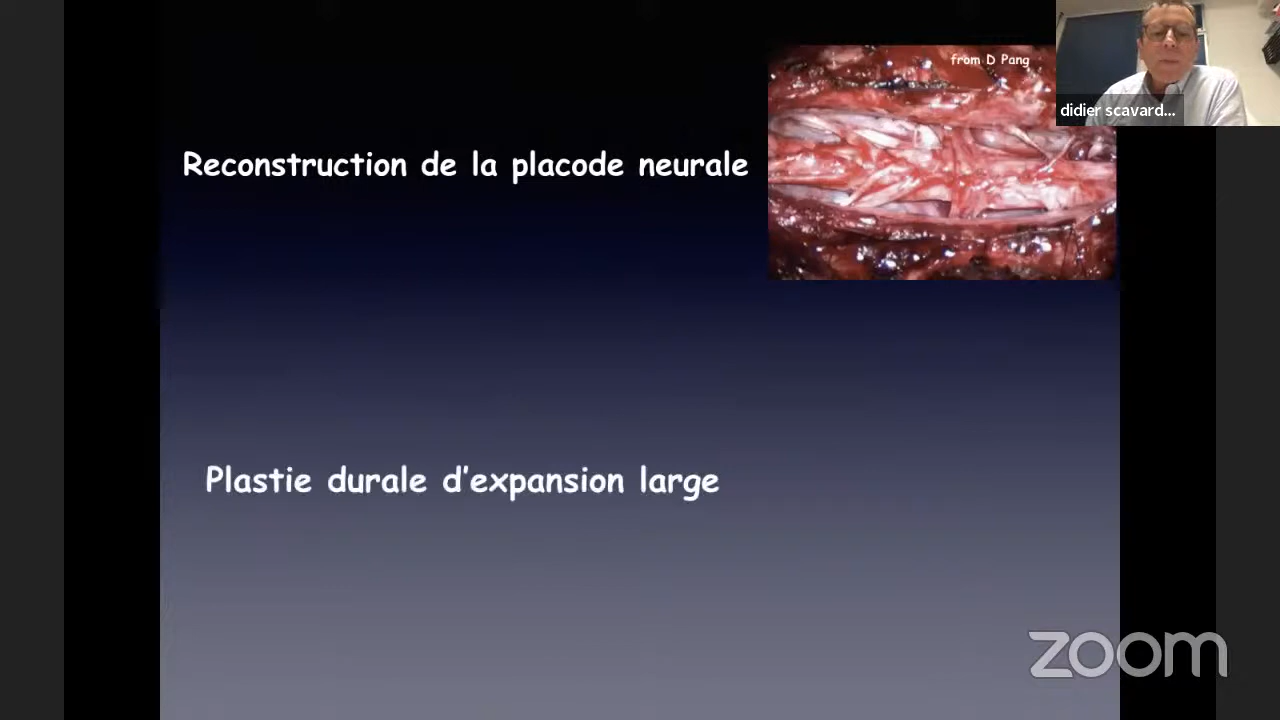 from D Pang
didier scavard...
Reconstruction de la placode neurale
Plastie durale d'expansion large
zoom